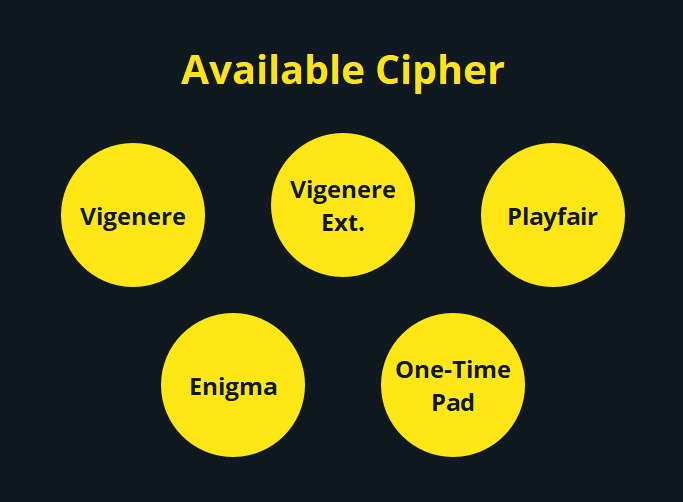 Available Cipher
Vigenere
Vigenere
Ext.
Playfair
Enigma
One-Time
Pad